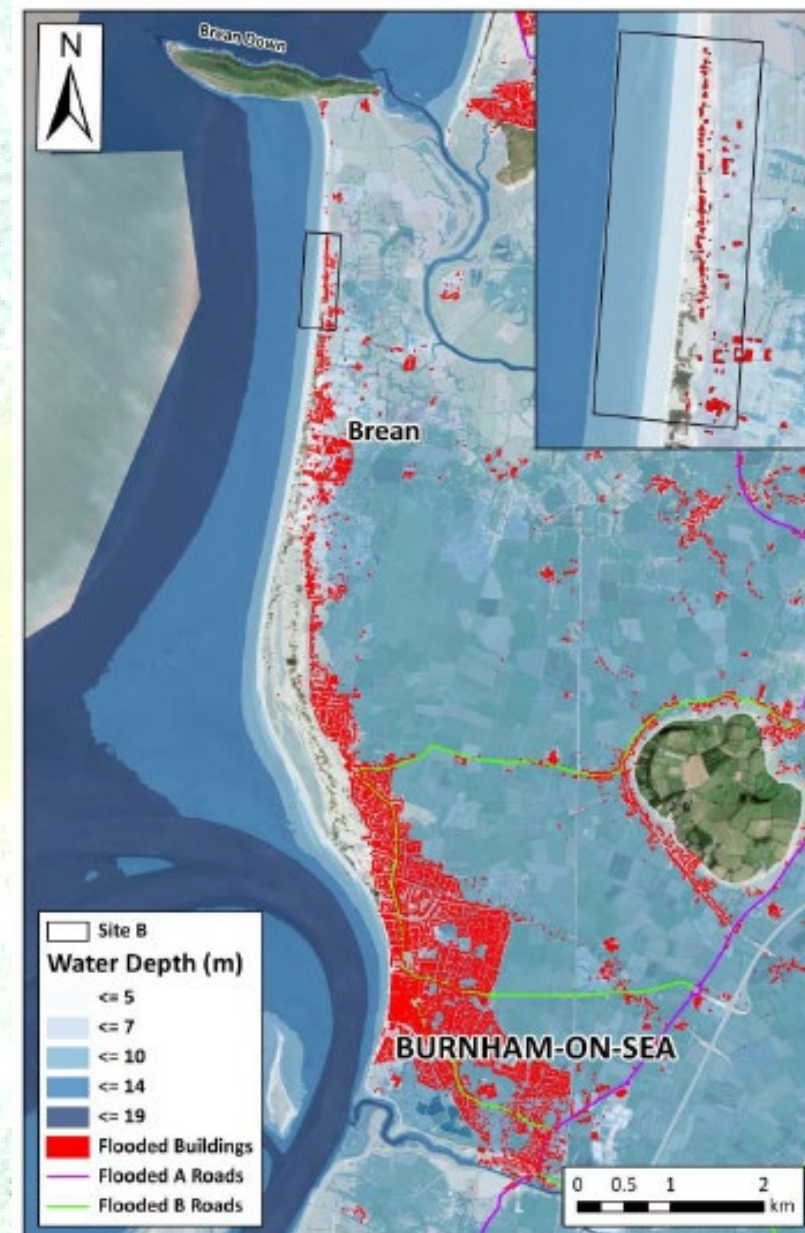 N
Brean Down
Brean
BURNHAM-ON-SEA
Site B
Water Depth (m)
<= 5
<= 7
<= 10
<= 14
<= 19
Flooded Buildings
Flooded A Roads
Flooded B Roads
0 0.5 1 2
km